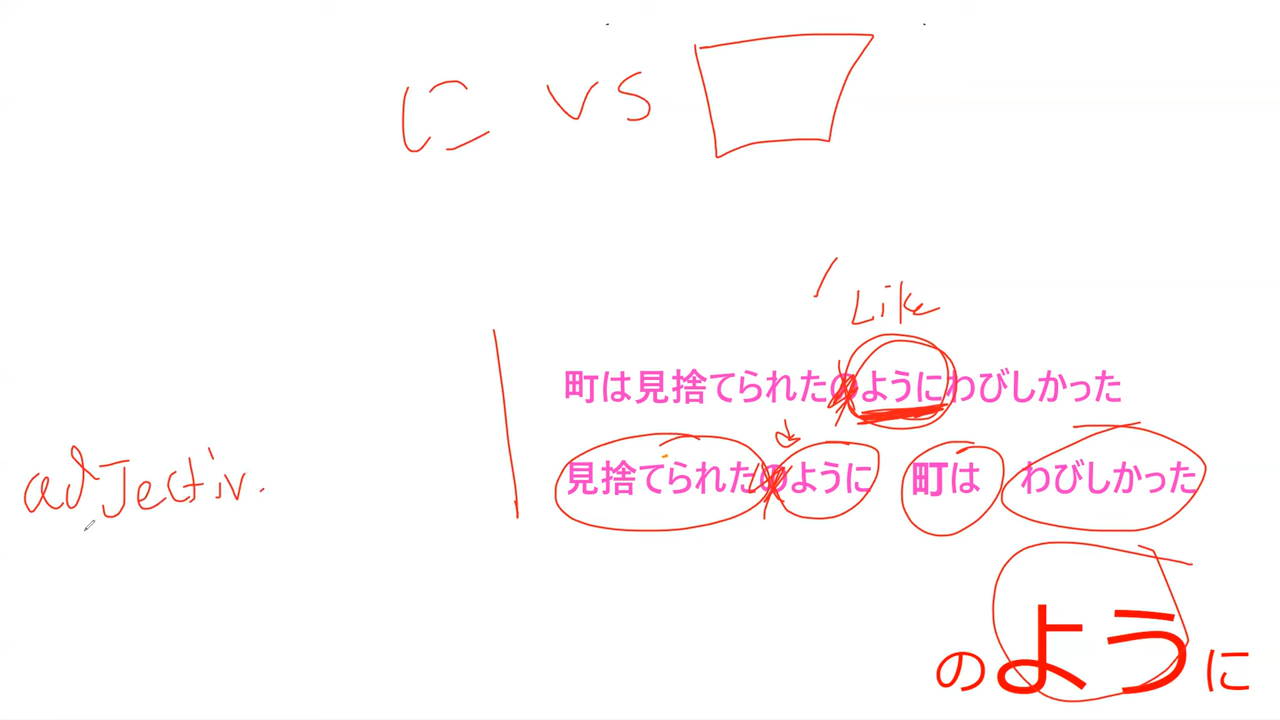 に vs
Like
町は見捨てられたのようにわびしかった
見捨てられたのように 町は わびしかった
adjectiv.
のように